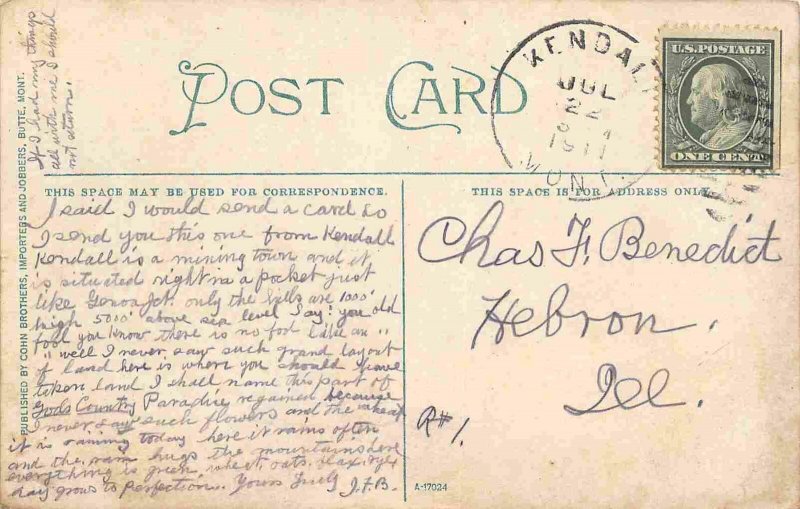 POST CARD
KENDALL
JUL
22
1911
MONT.
U.S. POSTAGE
ONE CENT
THIS SPACE MAY BE USED FOR CORRESPONDENCE.
THIS SPACE IS FOR ADDRESS ONLY.
I said I would send a card so
I send you this one from Kendall
Kendall is a mining town and it
is situated right in a pocket just
like Genoa Jct. only the hills are 1000'
high 5000' above sea level Say! you old
fool you know there is no fool like an "
" well I never saw such grand layout
of land here is where you should have
taken land I shall name this part of
Gods Country Paradise regained because
I never saw such flowers and the
it is raining today here it rains often
and the rain hugs the mountains here
everything is green, wheat, oats, flax, rye
day grows to perfection. Yours Truly J.F.B.
If I had my things
all with me I should
not return.
Chas F. Benedict
Hebron.
Ill.
R#1.
PUBLISHED BY COHN BROTHERS, IMPORTERS AND JOBBERS, BUTTE, MONT.
A-17024